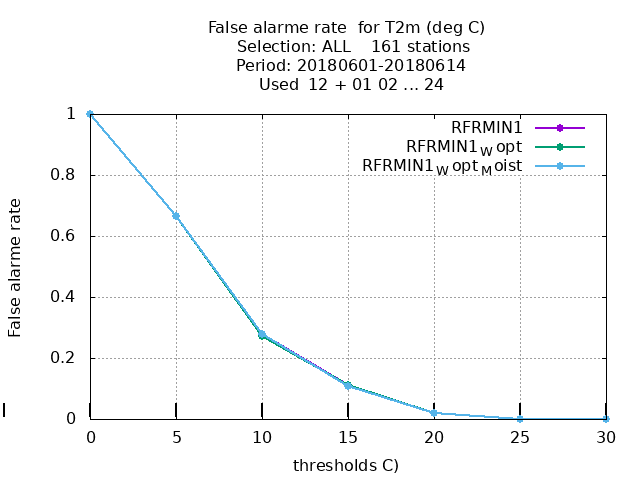 False alarme rate  for T2m (deg C)
Selection: ALL    161 stations
Period: 20180601-20180614
Used  12 + 01 02 ... 24
RFRMIN1
RFRMIN1_W opt
RFRMIN1_W opt_M oist
False alarme rate
1
0.8
0.6
0.4
0.2
0
0 5 10 15 20 25 30
thresholds C)